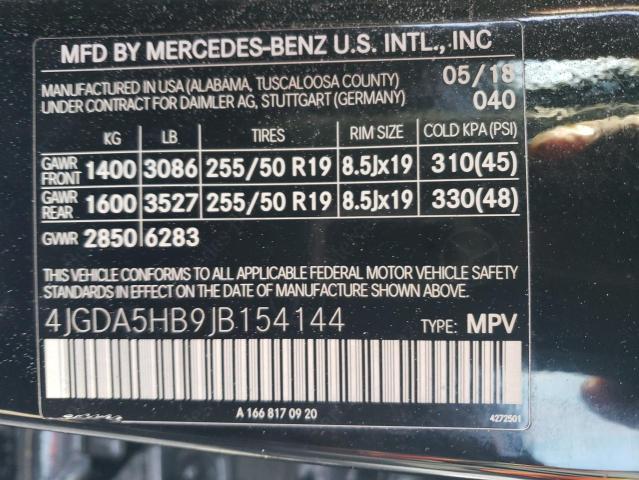 MFD BY MERCEDES-BENZ U.S. INTL., INC
MANUFACTURED IN USA (ALABAMA, TUSCALOOSA COUNTY) 05/18
UNDER CONTRACT FOR DAIMLER AG, STUTTGART (GERMANY) 040
KG LB TIRES RIM SIZE COLD KPA (PSI)
GAWR FRONT 1400 3086 255/50 R19 8.5Jx19 310(45)
GAWR REAR 1600 3527 255/50 R19 8.5Jx19 330(48)
GVWR 2850 6283
THIS VEHICLE CONFORMS TO ALL APPLICABLE FEDERAL MOTOR VEHICLE SAFETY
STANDARDS IN EFFECT ON THE DATE OF MANUFACTURE SHOWN ABOVE.
4JGDA5HB9JB154144 TYPE: MPV
A 166 817 09 20
4272501